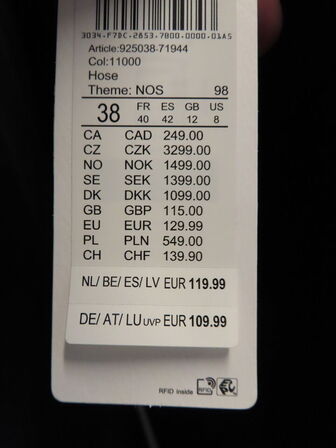 3034.F7DC.2853.7800.0000.01A5
Article:925038-71944
Col:11000
Hose
Theme: NOS 98
38 FR ES GB US
40 42 12 8
CA CAD 249.00
CZ CZK 3299.00
NO NOK 1499.00
SE SEK 1399.00
DK DKK 1099.00
GB GBP 115.00
EU EUR 129.99
PL PLN 549.00
CH CHF 139.90
NL/ BE/ ES/ LV EUR 119.99
DE/ AT/ LU UVP EUR 109.99
RFID inside